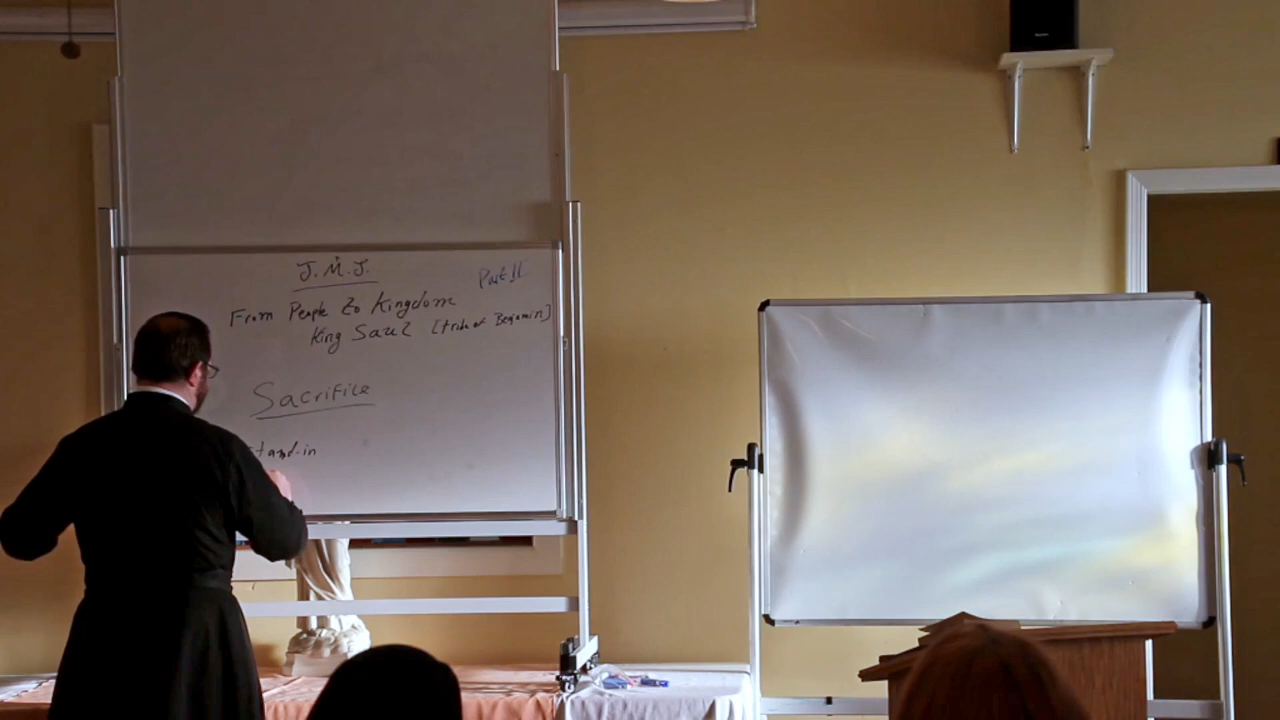 J.M.J.
Part II
From People to Kingdom
King Saul [tribe of Benjamin]
Sacrifice
stand-in